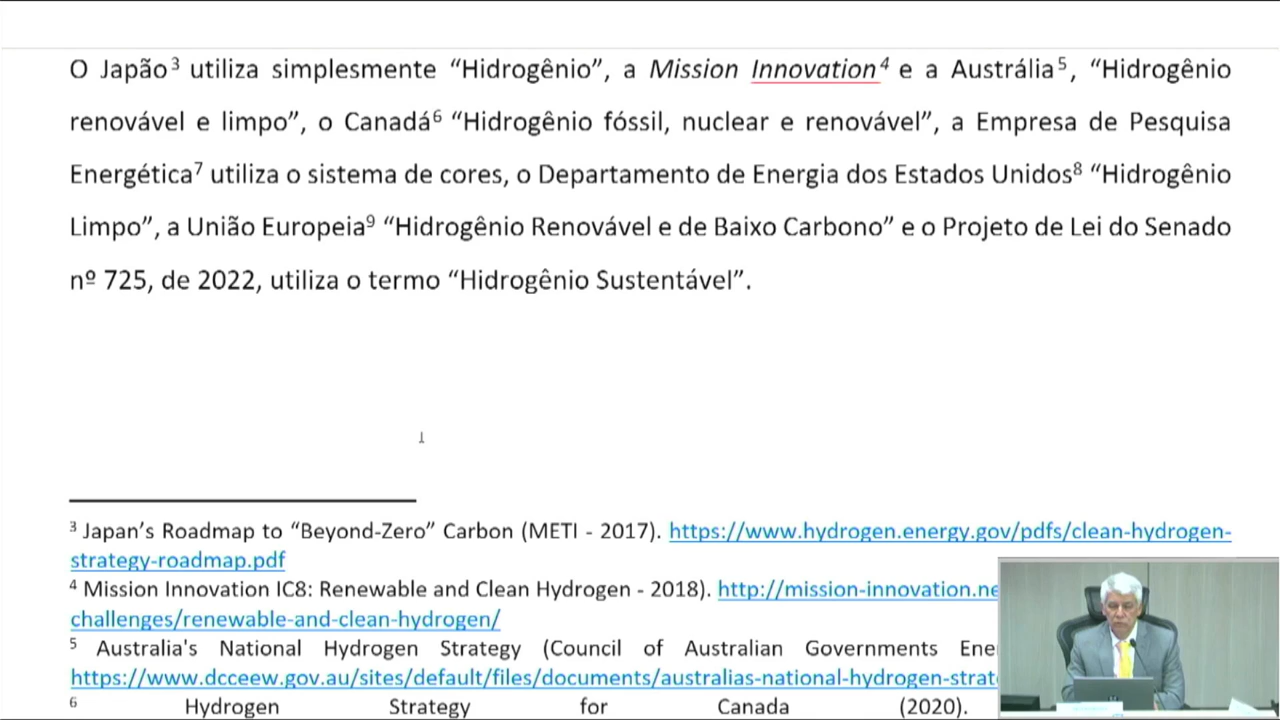 O Japão³ utiliza simplesmente “Hidrogênio”, a Mission Innovation⁴ e a Austrália⁵, “Hidrogênio
renovável e limpo”, o Canadá⁶ “Hidrogênio fóssil, nuclear e renovável”, a Empresa de Pesquisa
Energética⁷ utiliza o sistema de cores, o Departamento de Energia dos Estados Unidos⁸ “Hidrogênio
Limpo”, a União Europeia⁹ “Hidrogênio Renovável e de Baixo Carbono” e o Projeto de Lei do Senado
nº 725, de 2022, utiliza o termo “Hidrogênio Sustentável”.
³ Japan’s Roadmap to “Beyond-Zero” Carbon (METI - 2017). https://www.hydrogen.energy.gov/pdfs/clean-hydrogen-
strategy-roadmap.pdf
⁴ Mission Innovation IC8: Renewable and Clean Hydrogen - 2018). http://mission-innovation.ne
challenges/renewable-and-clean-hydrogen/
⁵ Australia's National Hydrogen Strategy (Council of Australian Governments Ene
https://www.dcceew.gov.au/sites/default/files/documents/australias-national-hydrogen-strat
⁶ Hydrogen Strategy for Canada (2020).